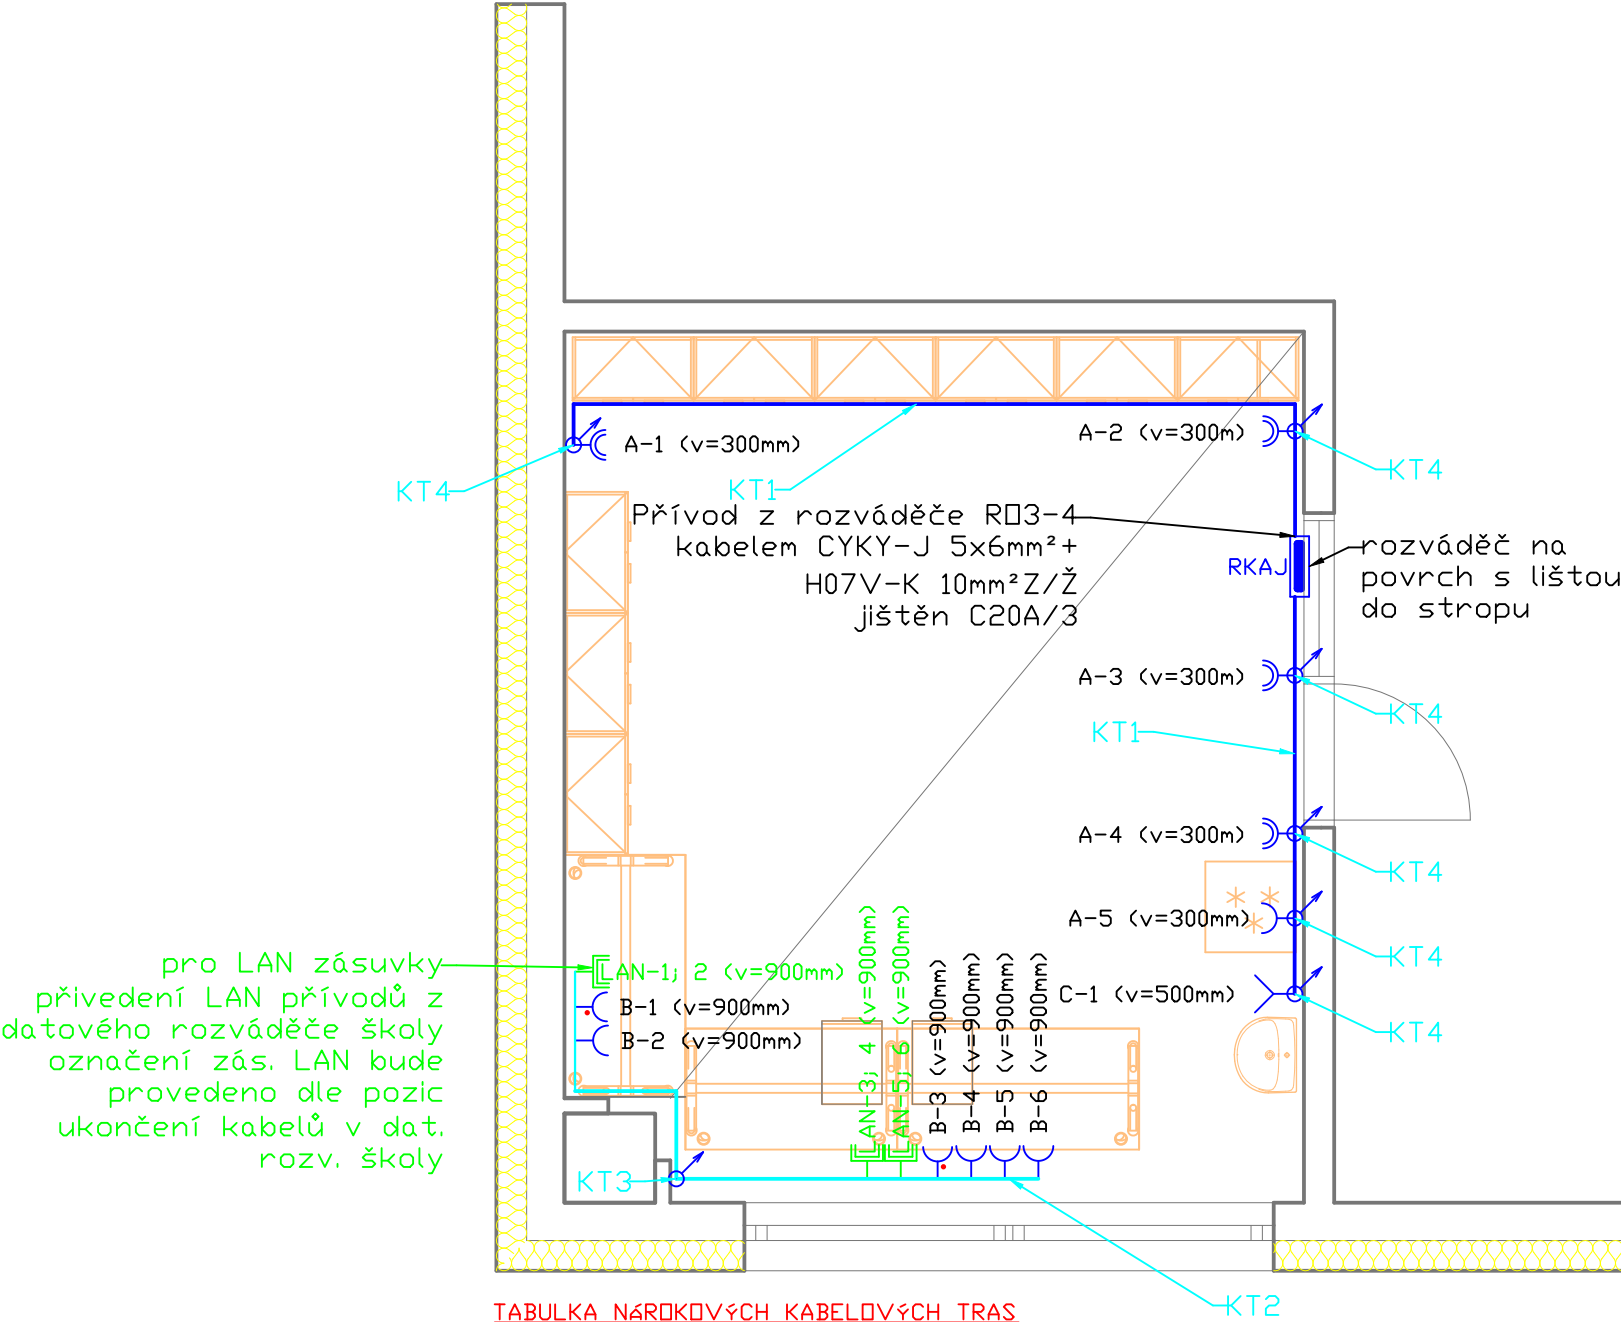 A-1 (v=300mm)
A-2 (v=300m)
KT4
KT1
KT4
Přívod z rozváděče RO3-4
kabelem CYKY-J 5x6mm²+
H07V-K 10mm²Z/Ž
jištěn C20A/3
RKAJ
rozváděč na
povrch s lištou
do stropu
A-3 (v=300m)
KT4
KT1
A-4 (v=300m)
KT4
A-5 (v=300mm)
KT4
C-1 (v=500mm)
KT4
pro LAN zásuvky
přivedení LAN přívodů z
datového rozváděče školy
označení zás. LAN bude
provedeno dle pozic
ukončení kabelů v dat.
rozv. školy
LAN-1; 2 (v=900mm)
B-1 (v=900mm)
B-2 (v=900mm)
AN-3; 4 (v=900mm)
AN-5; 6 (v=900mm)
B-3 (v=900mm)
B-4 (v=900mm)
B-5 (v=900mm)
B-6 (v=900mm)
KT3
KT2
TABULKA NáROKOVýCH KABELOVýCH TRAS